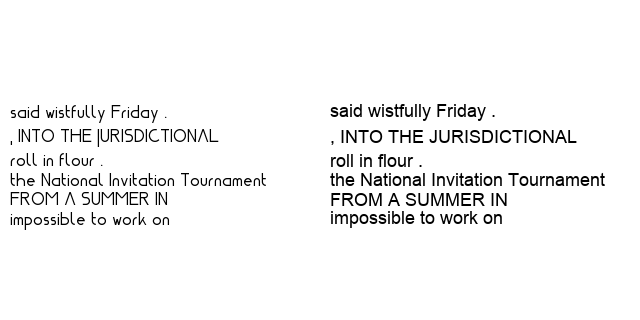 said wistfully Friday .
, INTO THE JURISDICTIONAL
roll in flour .
the National Invitation Tournament
FROM A SUMMER IN
impossible to work on
said wistfully Friday .
, INTO THE JURISDICTIONAL
roll in flour .
the National Invitation Tournament
FROM A SUMMER IN
impossible to work on